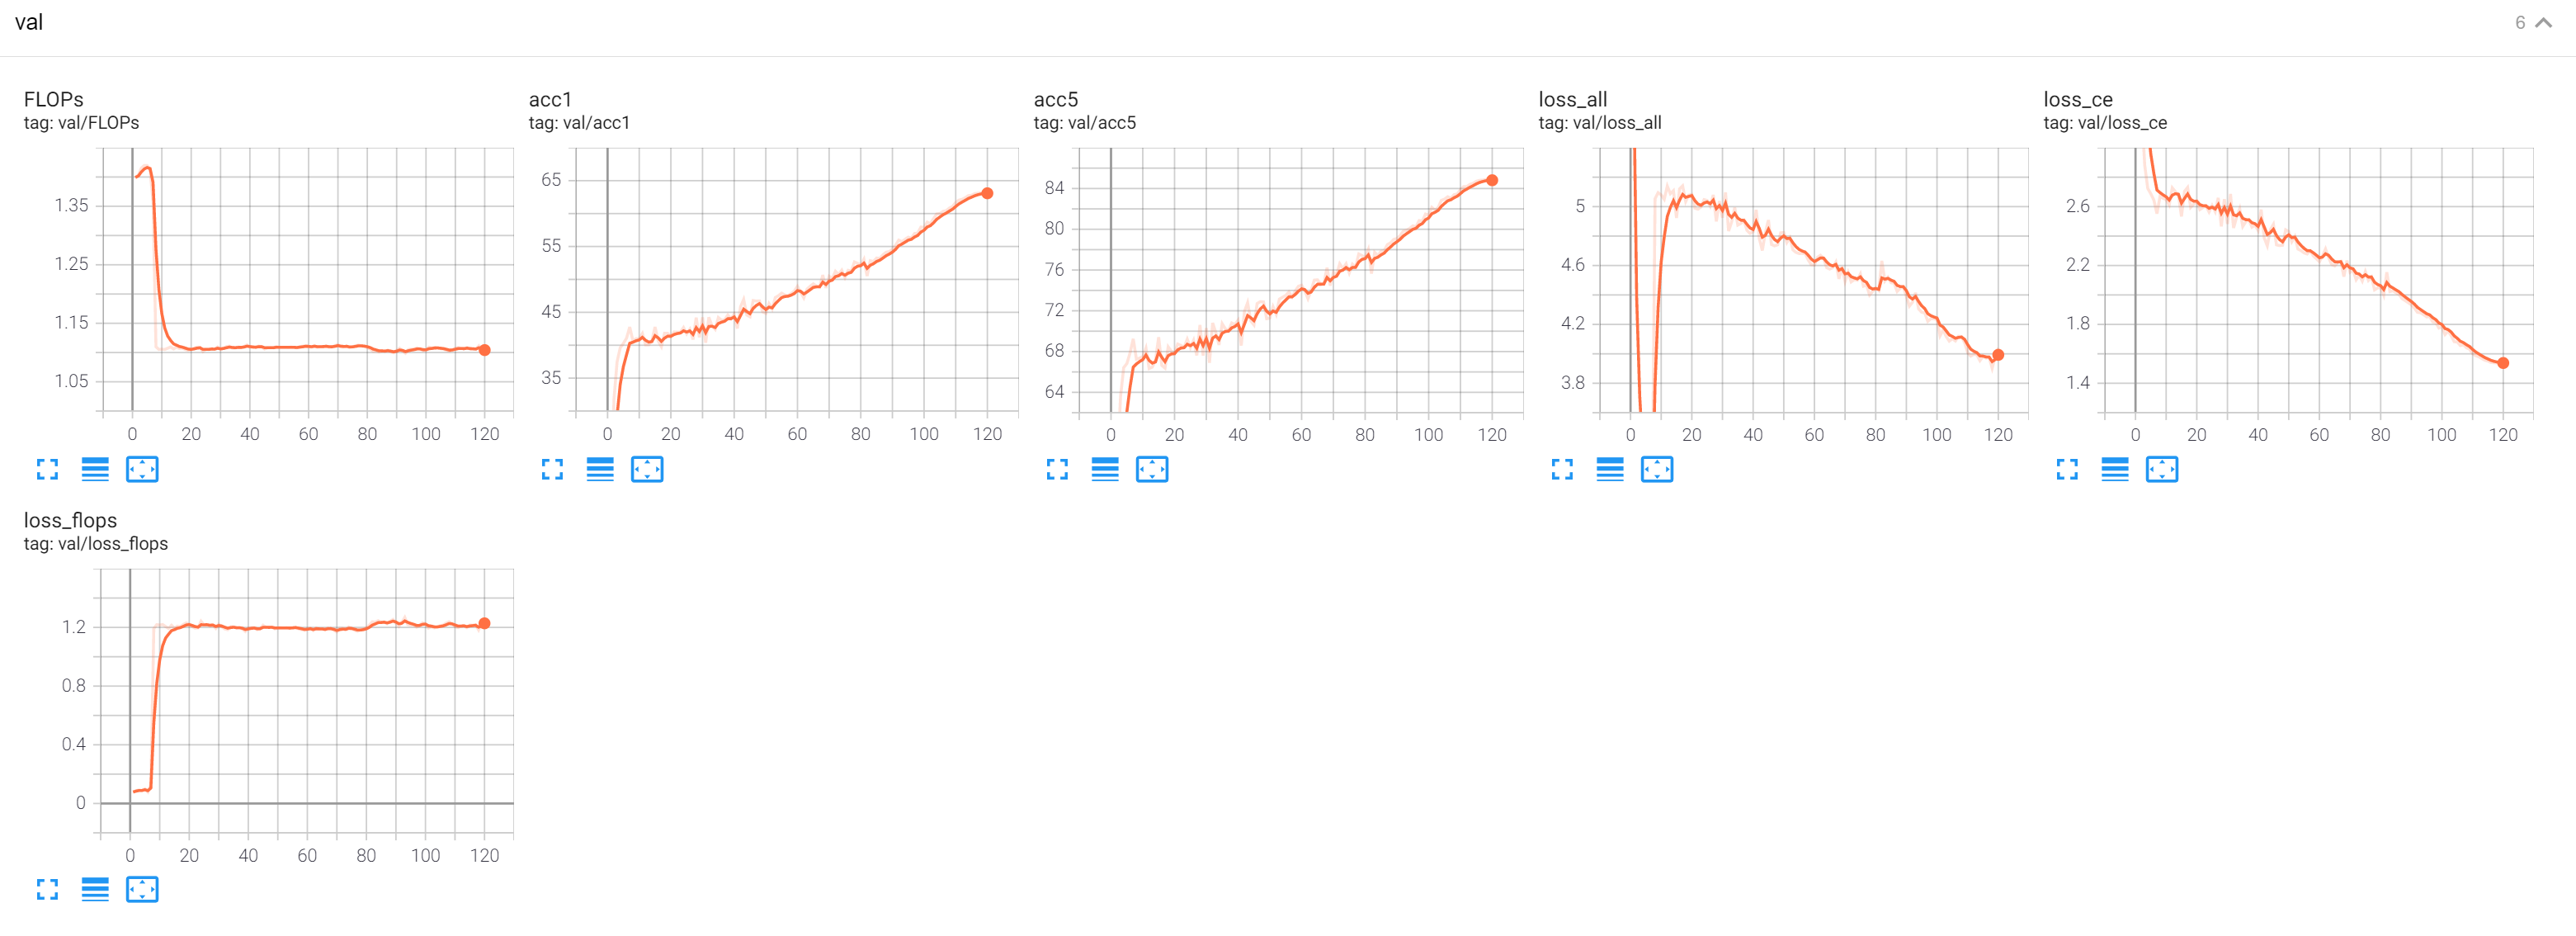 val
6
FLOPs
tag: val/FLOPs
1.35
1.25
1.15
1.05
0 20 40 60 80 100 120
acc1
tag: val/acc1
65
55
45
35
0 20 40 60 80 100 120
acc5
tag: val/acc5
84
80
76
72
68
64
0 20 40 60 80 100 120
loss_all
tag: val/loss_all
5
4.6
4.2
3.8
0 20 40 60 80 100 120
loss_ce
tag: val/loss_ce
2.6
2.2
1.8
1.4
0 20 40 60 80 100 120
loss_flops
tag: val/loss_flops
1.2
0.8
0.4
0
0 20 40 60 80 100 120